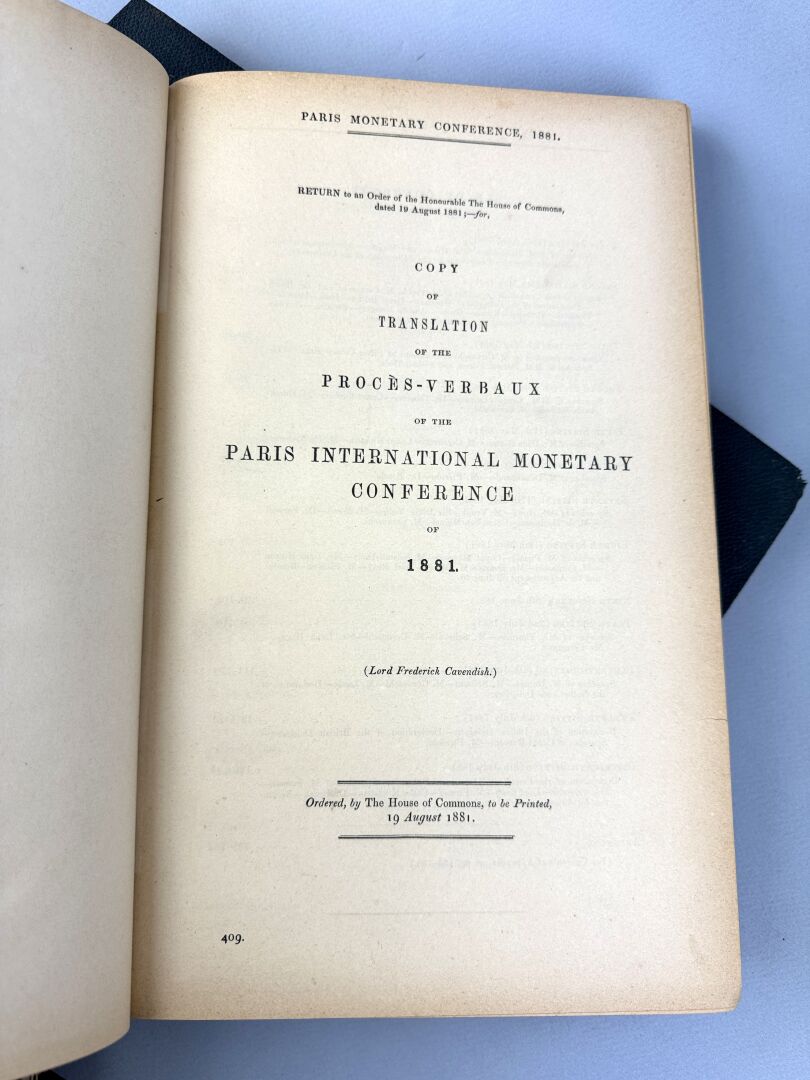 PARIS MONETARY CONFERENCE, 1881.
RETURN to an Order of the Honourable The House of Commons,
dated 19 August 1881;—for,
COPY
OF
TRANSLATION
OF THE
PROCÈS-VERBAUX
OF THE
PARIS INTERNATIONAL MONETARY
CONFERENCE
OF
1881.
(Lord Frederick Cavendish.)
Ordered, by The House of Commons, to be Printed,
19 August 1881.
409.